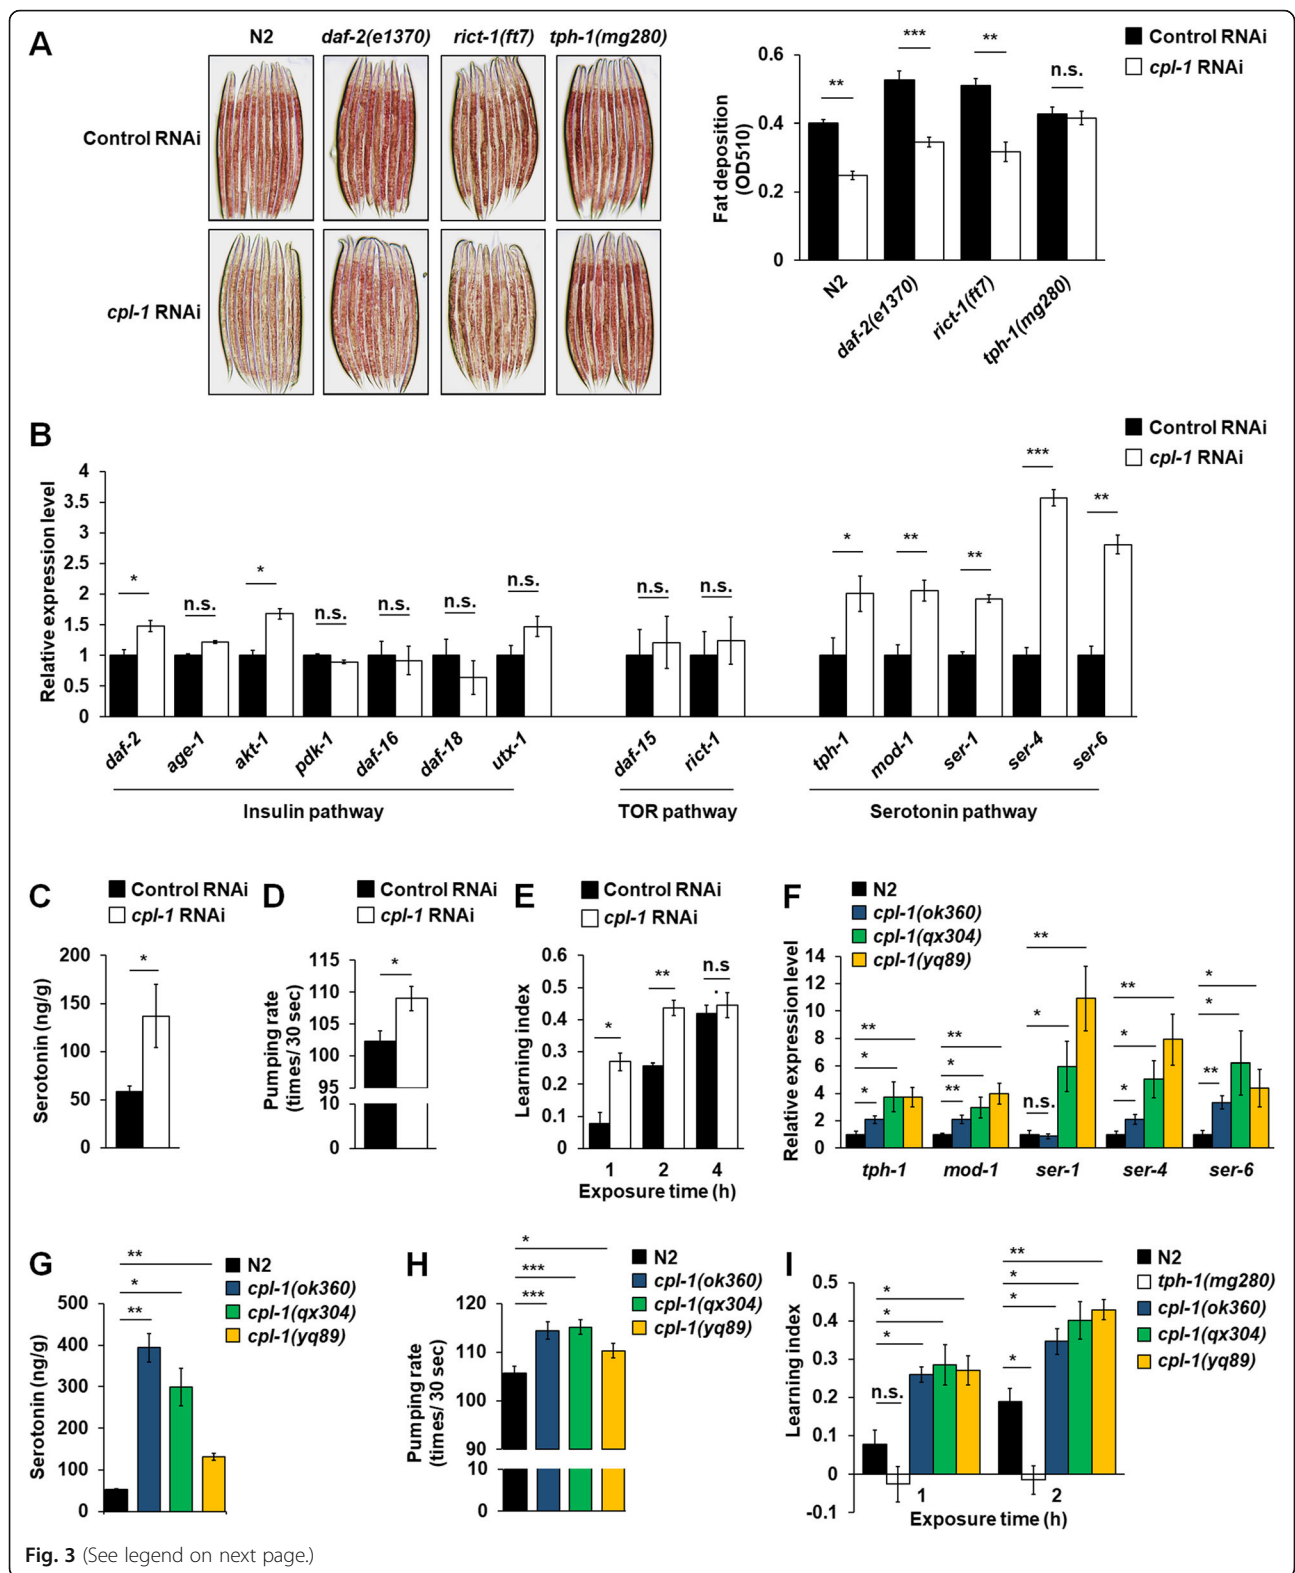 A
N2 daf-2(e1370) rict-1(ft7) tph-1(mg280)
Control RNAi
cpl-1 RNAi
Control RNAi
cpl-1 RNAi
Fat deposition
(OD510)
0.6
0.4
0.2
0
** *** ** n.s.
N2 daf-2(e1370) rict-1(ft7) tph-1(mg280)
B
Control RNAi
cpl-1 RNAi
Relative expression level
4
3.5
3
2.5
2
1.5
1
0.5
0
* n.s. * n.s. n.s. n.s. n.s. n.s. n.s. * ** ** *** **
daf-2 age-1 akt-1 pdk-1 daf-16 daf-18 utx-1 daf-15 rict-1 tph-1 mod-1 ser-1 ser-4 ser-6
Insulin pathway TOR pathway Serotonin pathway
C
Control RNAi
cpl-1 RNAi
Serotonin (ng/g)
200
150
100
50
0
*
D
Control RNAi
cpl-1 RNAi
Pumping rate
(times/ 30 sec)
115
110
105
100
95
10
0
*
E
Control RNAi
cpl-1 RNAi
Learning index
0.6
0.5
0.4
0.3
0.2
0.1
0
* ** n.s
.
1 2 4
Exposure time (h)
F
N2
cpl-1(ok360)
cpl-1(qx304)
cpl-1(yq89)
Relative expression level
14
12
10
8
6
4
2
0
**
*
*
**
*
**
**
*
n.s.
**
*
*
*
*
**
tph-1 mod-1 ser-1 ser-4 ser-6
G
N2
cpl-1(ok360)
cpl-1(qx304)
cpl-1(yq89)
Serotonin (ng/g)
500
400
300
200
100
0
**
*
**
H
N2
cpl-1(ok360)
cpl-1(qx304)
cpl-1(yq89)
Pumping rate
(times/ 30 sec)
120
110
100
90
10
0
*
***
***
I
N2
tph-1(mg280)
cpl-1(ok360)
cpl-1(qx304)
cpl-1(yq89)
Learning index
0.5
0.4
0.3
0.2
0.1
0
-0.1
*
*
*
n.s.
**
*
*
*
1 2
Exposure time (h)
Fig. 3 (See legend on next page.)